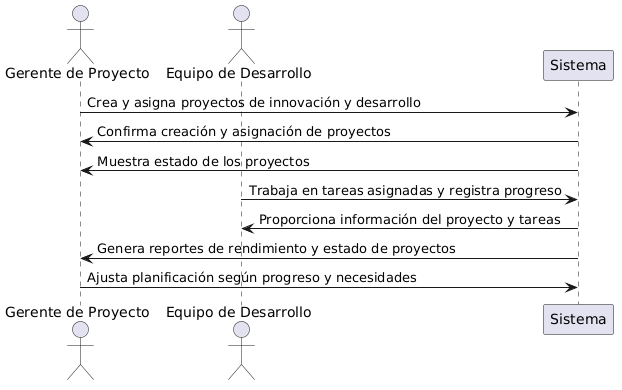 Gerente de Proyecto
Equipo de Desarrollo
Sistema
Crea y asigna proyectos de innovación y desarrollo
Confirma creación y asignación de proyectos
Muestra estado de los proyectos
Trabaja en tareas asignadas y registra progreso
Proporciona información del proyecto y tareas
Genera reportes de rendimiento y estado de proyectos
Ajusta planificación según progreso y necesidades
Gerente de Proyecto
Equipo de Desarrollo
Sistema